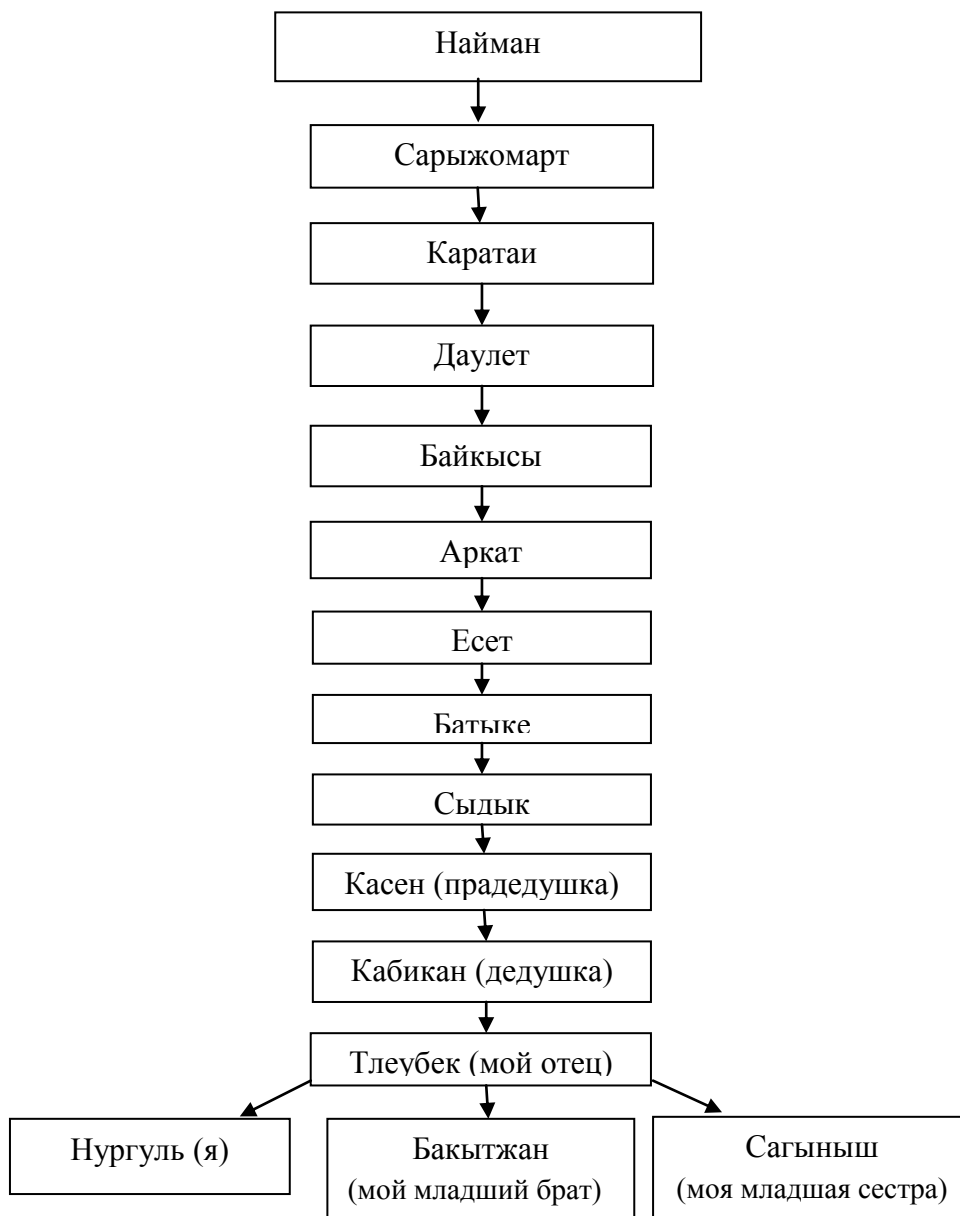 Найман
Сарыжомарт
Каратаи
Даулет
Байкысы
Аркат
Есет
Батыке
Сыдык
Касен (прадедушка)
Кабикан (дедушка)
Тлеубек (мой отец)
Нургуль (я)
Бакытжан
(мой младший брат)
Сагыныш
(моя младшая сестра)